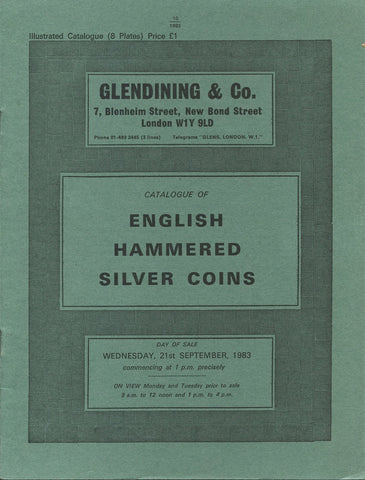 10
1983
Illustrated Catalogue (8 Plates) Price £1
GLENDINING & Co.
7, Blenheim Street, New Bond Street
London W1Y 9LD
Phone 01-493 2445 (3 lines) Telegrams "GLENS, LONDON, W.1."
CATALOGUE OF
ENGLISH
HAMMERED
SILVER COINS
DAY OF SALE
WEDNESDAY, 21st SEPTEMBER, 1983
commencing at 1 p.m. precisely
ON VIEW Monday and Tuesday prior to sale
9 a.m. to 12 noon and 1 p.m. to 4 p.m.